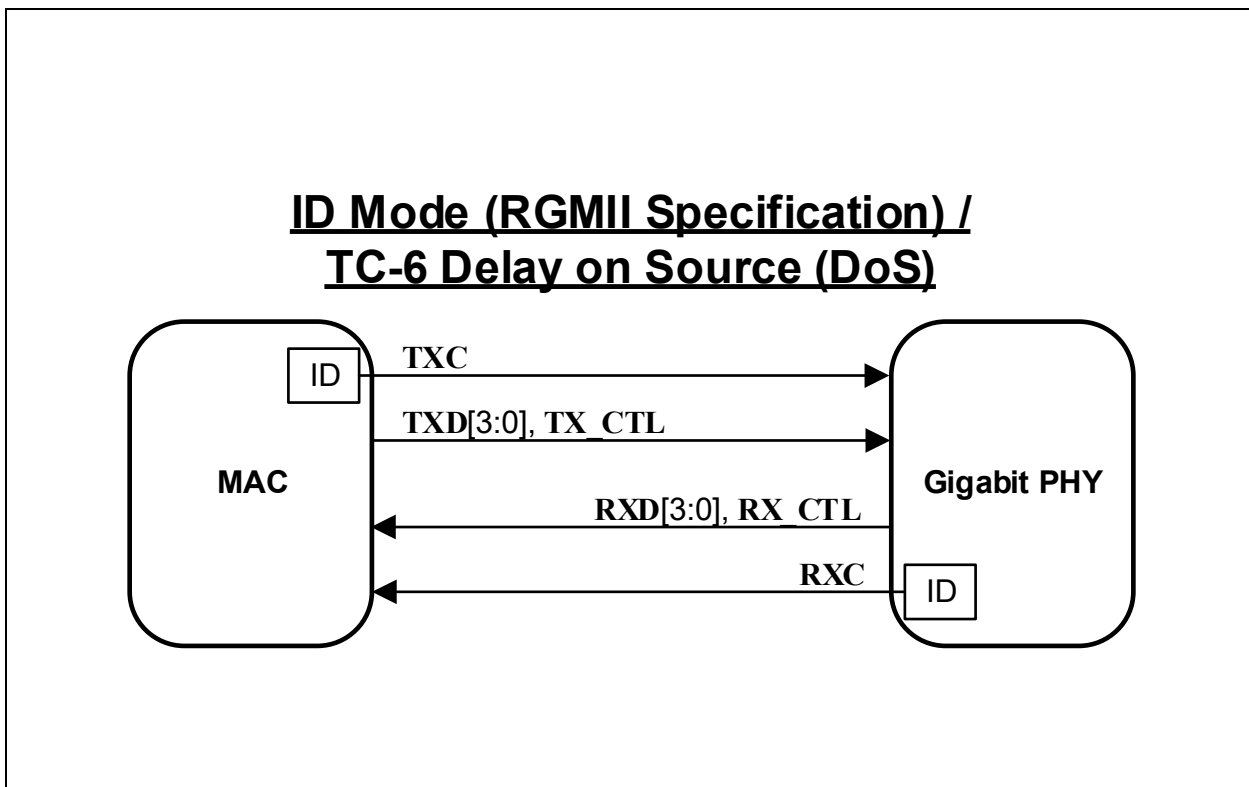 ID Mode (RGMII Specification) /
TC-6 Delay on Source (DoS)
ID
TXC
TXD[3:0], TX_CTL
MAC
Gigabit PHY
RXD[3:0], RX_CTL
RXC
ID